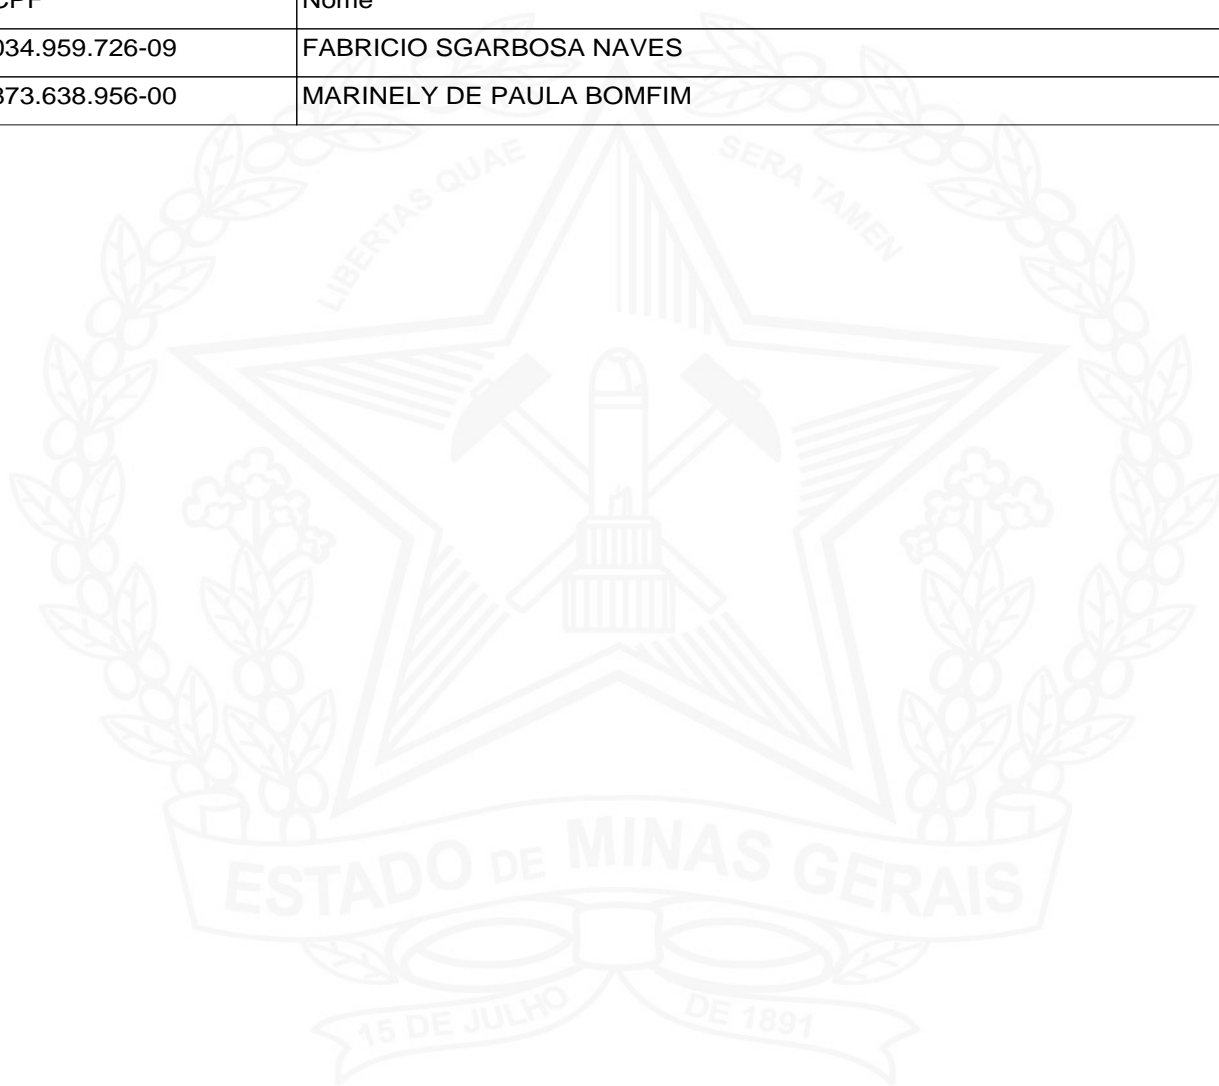 CPF Nome
034.959.726-09 FABRICIO SGARBOSA NAVES
873.638.956-00 MARINELY DE PAULA BOMFIM
LIBERTAS QUAE SERA TAMEN
ESTADO DE MINAS GERAIS
15 DE JULHO DE 1891